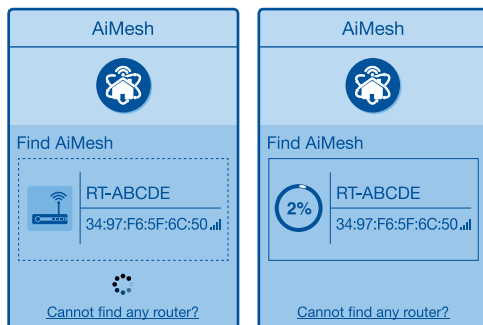 AiMesh
Find AiMesh
RT-ABCDE
34:97:F6:5F:6C:50
Cannot find any router?
AiMesh
Find AiMesh
2%
RT-ABCDE
34:97:F6:5F:6C:50
Cannot find any router?